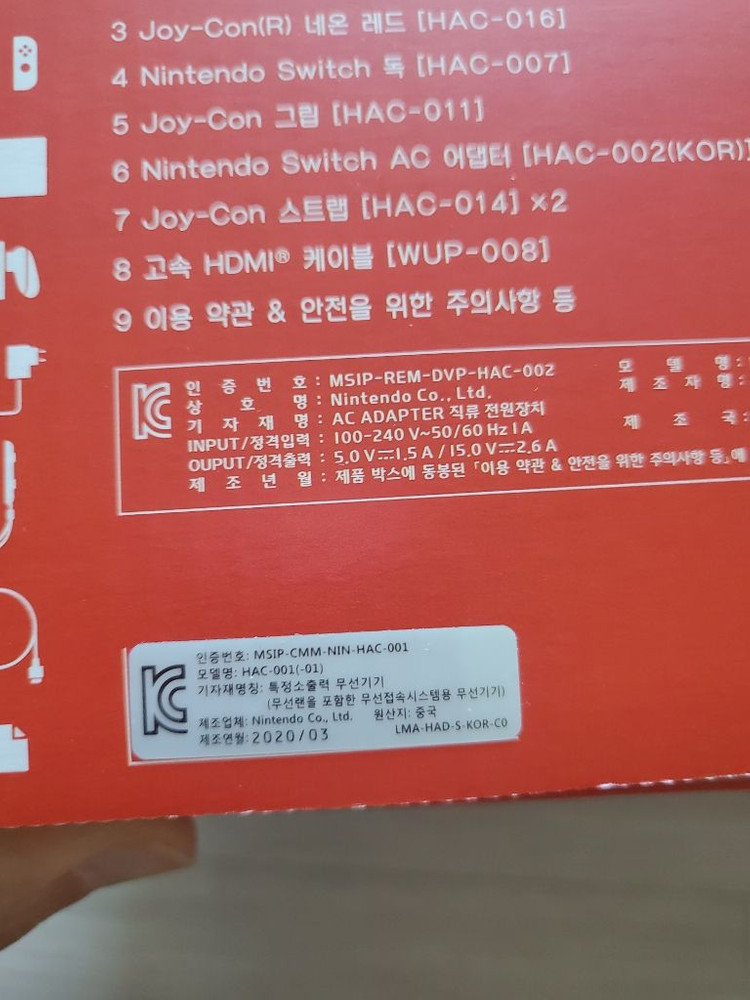 3 Joy-Con(R) 네온 레드 [HAC-016]
4 Nintendo Switch 독 [HAC-007]
5 Joy-Con 그립 [HAC-011]
6 Nintendo Switch AC 어댑터 [HAC-002(KOR)]
7 Joy-Con 스트랩 [HAC-014] ×2
8 고속 HDMI® 케이블 [WUP-008]
9 이용 약관 & 안전을 위한 주의사항 등
인증번호 : MSIP-REM-DVP-HAC-002 모델명 :
상호명 : Nintendo Co., Ltd. 제조자명 :
기자재명 : AC ADAPTER 직류 전원장치
INPUT/정격입력 : 100-240 V~50/60 Hz 1A 제조국 :
OUPUT/정격출력 : 5.0 V⎓1.5 A / 15.0 V⎓2.6 A
제조년월 : 제품 박스에 동봉된 「이용 약관 & 안전을 위한 주의사항 등」에
KC
인증번호: MSIP-CMM-NIN-HAC-001
모델명: HAC-001(-01)
기자재명칭: 특정소출력 무선기기
(무선랜을 포함한 무선접속시스템용 무선기기)
제조업체: Nintendo Co., Ltd. 원산지: 중국
제조연월: 2020/03 LMA-HAD-S-KOR-C0
KC